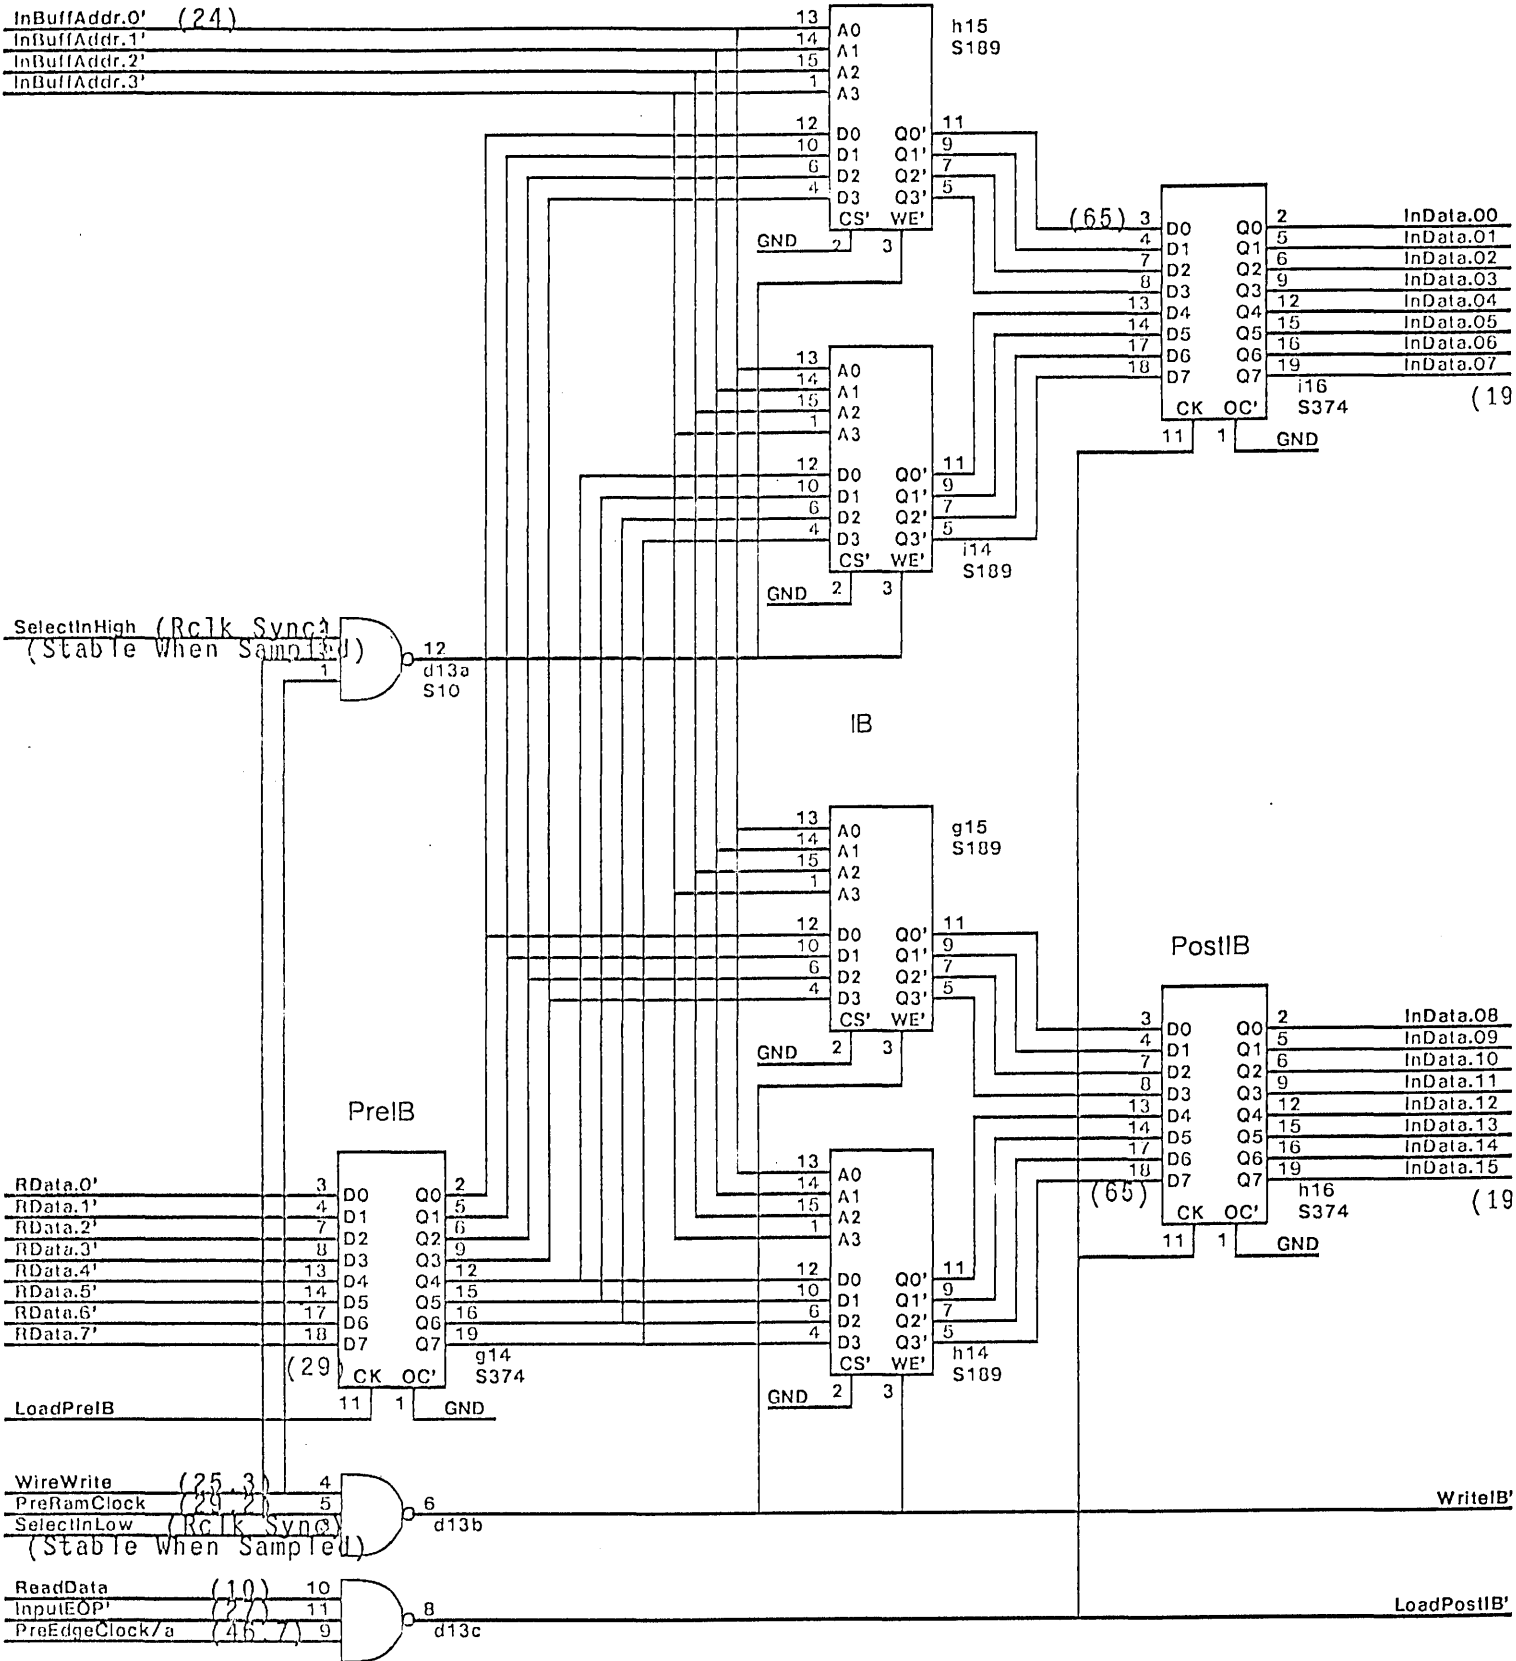 InBuffAddr.0' (24)
InBuffAddr.1'
InBuffAddr.2'
InBuffAddr.3'
13 A0
14 A1
15 A2
1 A3
12 D0 Q0' 11
10 D1 Q1' 9
6 D2 Q2' 7
4 D3 Q3' 5
CS' WE'
GND 2 3
h15
S189
(65) 3 D0 Q0 2 InData.00
4 D1 Q1 5 InData.01
7 D2 Q2 6 InData.02
8 D3 Q3 9 InData.03
13 D4 Q4 12 InData.04
14 D5 Q5 15 InData.05
17 D6 Q6 16 InData.06
18 D7 Q7 19 InData.07
i16
S374
(19
CK OC'
11 1 GND
13 A0
14 A1
15 A2
1 A3
12 D0 Q0' 11
10 D1 Q1' 9
6 D2 Q2' 7
4 D3 Q3' 5
CS' WE'
GND 2 3
i14
S189
SelectInHigh (Rclk Sync)
(Stable When Sampled)
1
12
d13a
S10
IB
13 A0
14 A1
15 A2
1 A3
12 D0 Q0' 11
10 D1 Q1' 9
6 D2 Q2' 7
4 D3 Q3' 5
CS' WE'
GND 2 3
g15
S189
PostIB
3 D0 Q0 2 InData.08
4 D1 Q1 5 InData.09
7 D2 Q2 6 InData.10
8 D3 Q3 9 InData.11
13 D4 Q4 12 InData.12
14 D5 Q5 15 InData.13
17 D6 Q6 16 InData.14
18 D7 Q7 19 InData.15
(65)
h16
S374
(19
CK OC'
11 1 GND
PreIB
RData.0' 3 D0 Q0 2
RData.1' 4 D1 Q1 5
RData.2' 7 D2 Q2 6
RData.3' 8 D3 Q3 9
RData.4' 13 D4 Q4 12
RData.5' 14 D5 Q5 15
RData.6' 17 D6 Q6 16
RData.7' 18 D7 Q7 19
(29) CK OC'
g14
S374
LoadPreIB 11 1 GND
13 A0
14 A1
15 A2
1 A3
12 D0 Q0' 11
10 D1 Q1' 9
6 D2 Q2' 7
4 D3 Q3' 5
CS' WE'
GND 2 3
h14
S189
WireWrite (25.3) 4
PreRamClock (29.2) 5
SelectInLow (Rclk Sync)
(Stable When Sampled)
6
d13b
WriteIB'
ReadData (10) 10
InputEOP' (27) 11
PreEdgeClock/a (46.7) 9
8
d13c
LoadPostIB'